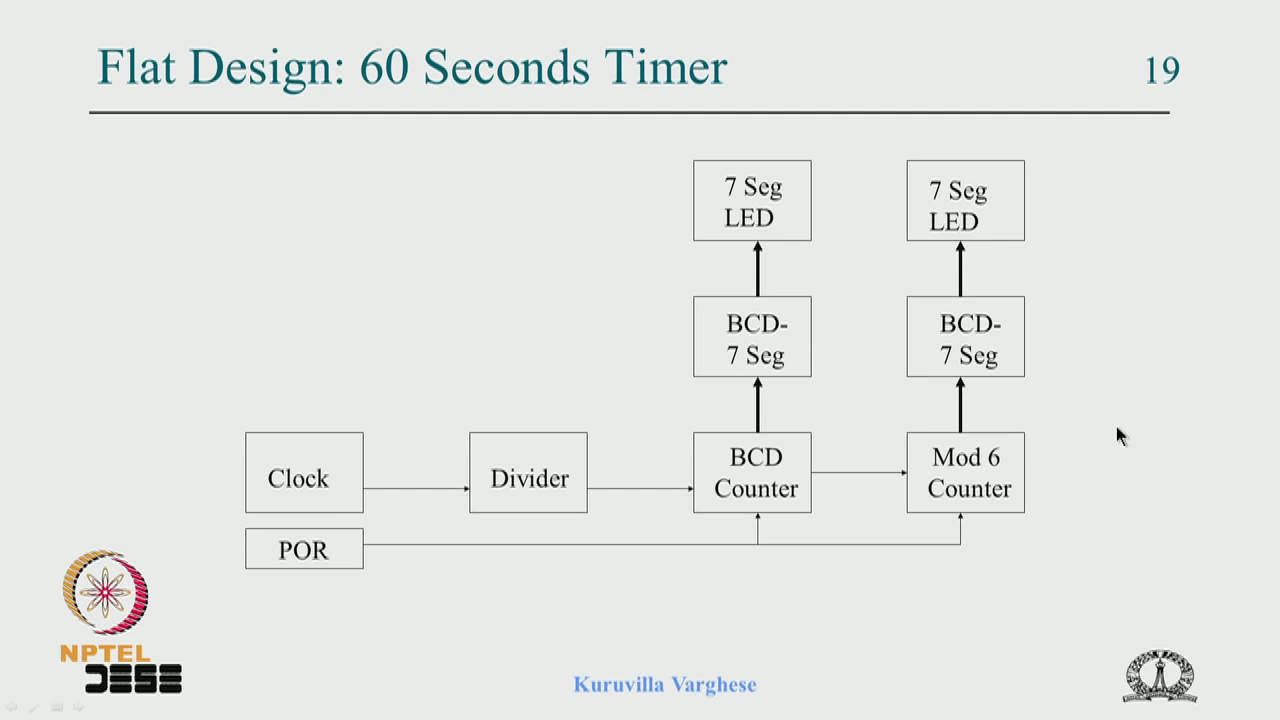 Flat Design: 60 Seconds Timer
19
7 Seg
LED
7 Seg
LED
BCD-
7 Seg
BCD-
7 Seg
Clock
Divider
BCD
Counter
Mod 6
Counter
POR
NPTEL
DESE
Kuruvilla Varghese